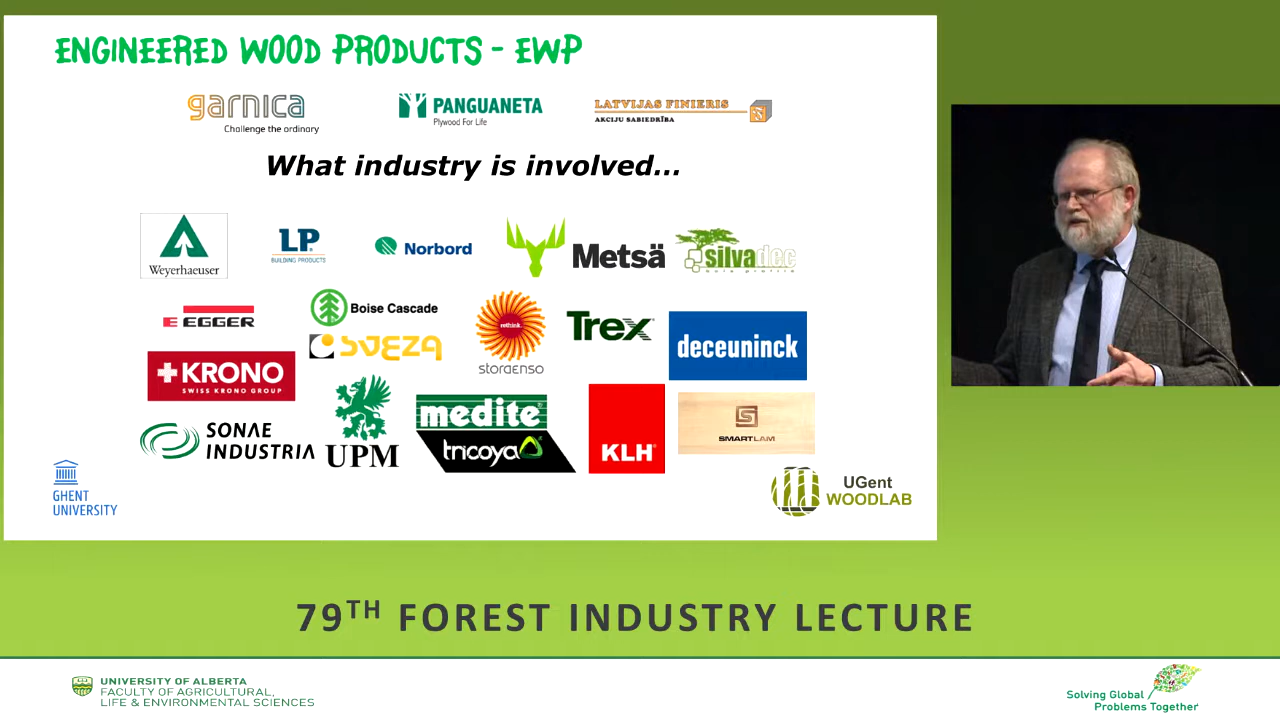 ENGINEERED WOOD PRODUCTS - EWP
garnica
Challenge the ordinary
PANGUANETA
Plywood For Life
LATVIJAS FINIERIS
AKCIJU SABIEDRĪBA
What industry is involved...
Weyerhaeuser
LP
BUILDING PRODUCTS
Norbord
Metsä
silvadec
EGGER
Boise Cascade
SVEZA
rethink.
storaenso
Trex
deceuninck
KRONO
SWISS KRONO GROUP
SONAE
INDUSTRIA
UPM
medite
tricoya
KLH®
SMARTLAM
GHENT
UNIVERSITY
UGent
WOODLAB
79TH FOREST INDUSTRY LECTURE
UNIVERSITY OF ALBERTA
FACULTY OF AGRICULTURAL,
LIFE & ENVIRONMENTAL SCIENCES
Solving Global
Problems Together